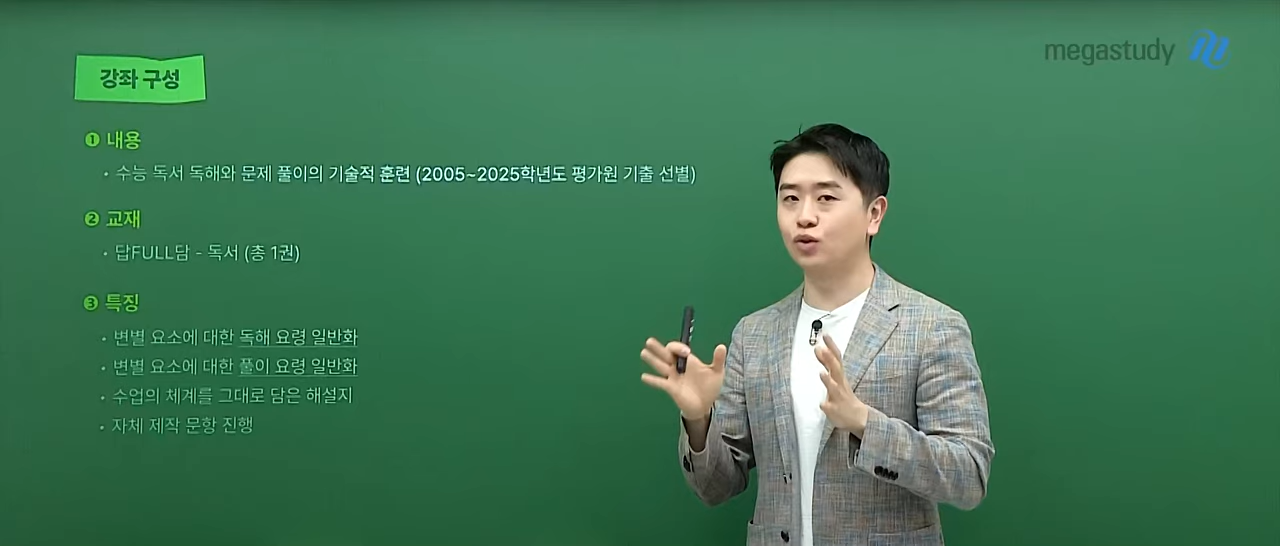 megastudy
강좌 구성
❶ 내용
• 수능 독서 독해와 문제 풀이의 기술적 훈련 (2005~2025학년도 평가원 기출 선별)
❷ 교재
• 답FULL담 - 독서 (총 1권)
❸ 특징
• 변별 요소에 대한 독해 요령 일반화
• 변별 요소에 대한 풀이 요령 일반화
• 수업의 체계를 그대로 담은 해설지
• 자체 제작 문항 진행